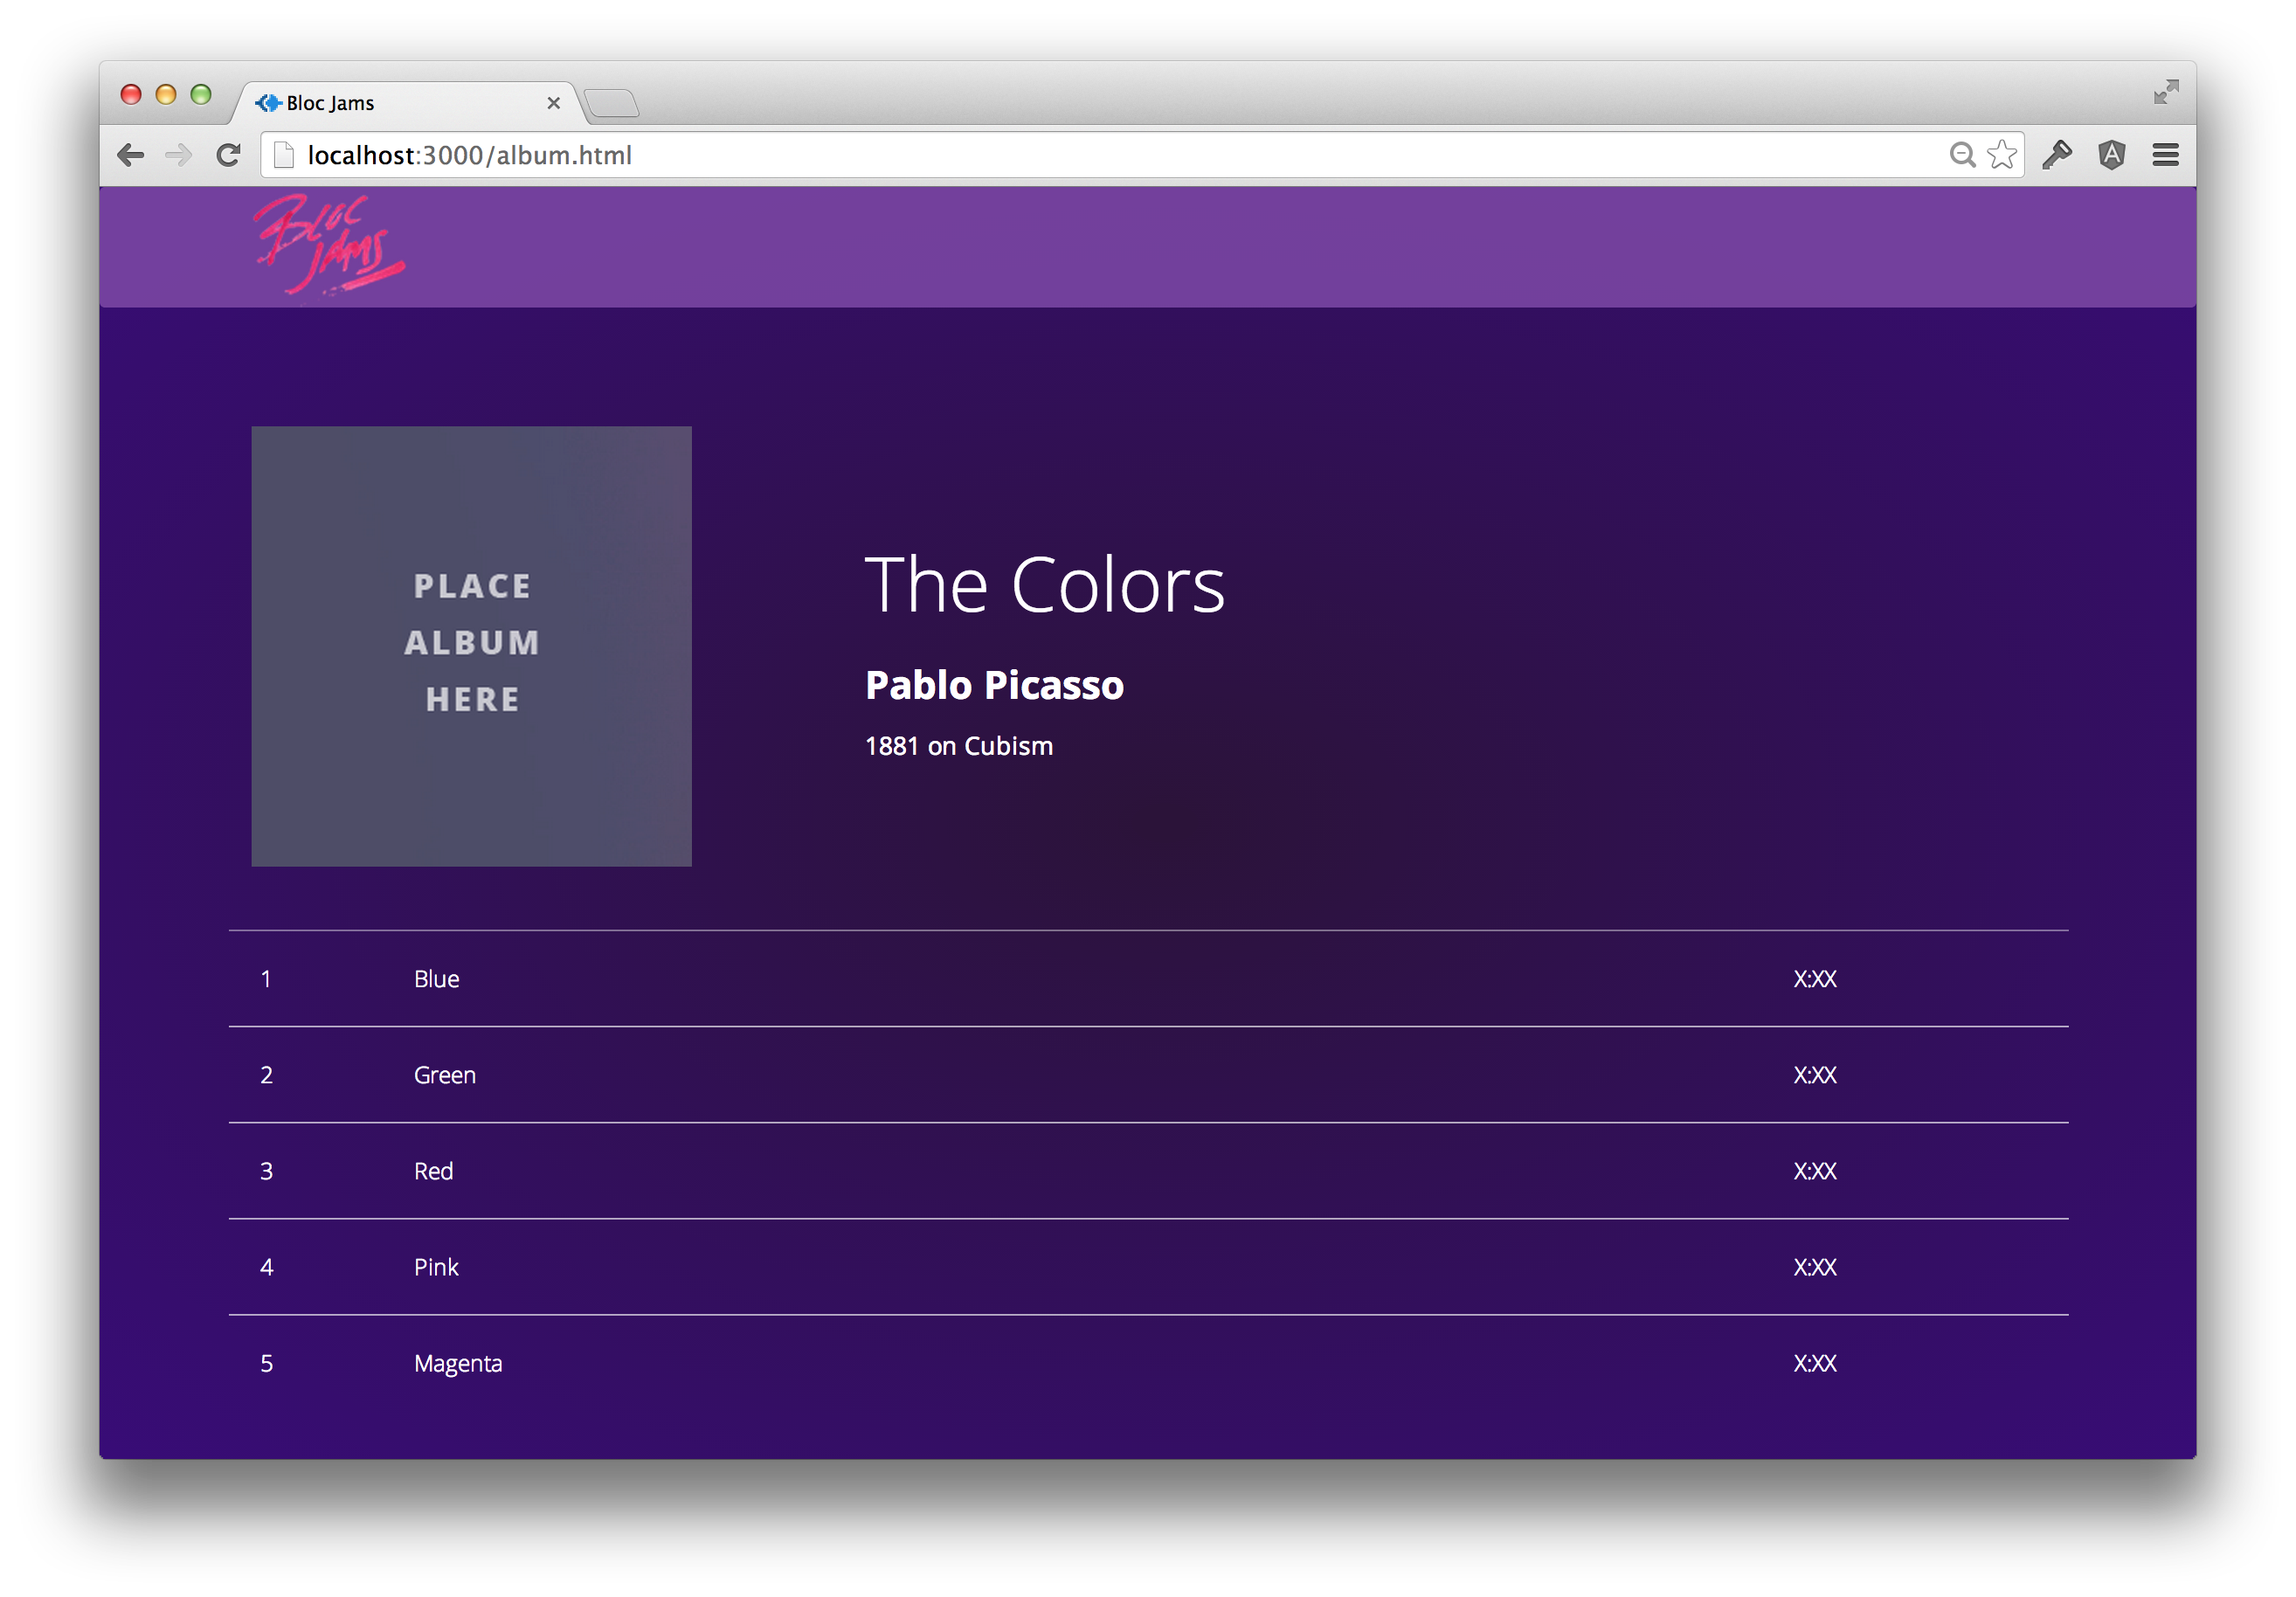 Bloc Jams
localhost:3000/album.html
BLOC
JAMS
PLACE
ALBUM
HERE
The Colors
Pablo Picasso
1881 on Cubism
1 Blue X:XX
2 Green X:XX
3 Red X:XX
4 Pink X:XX
5 Magenta X:XX